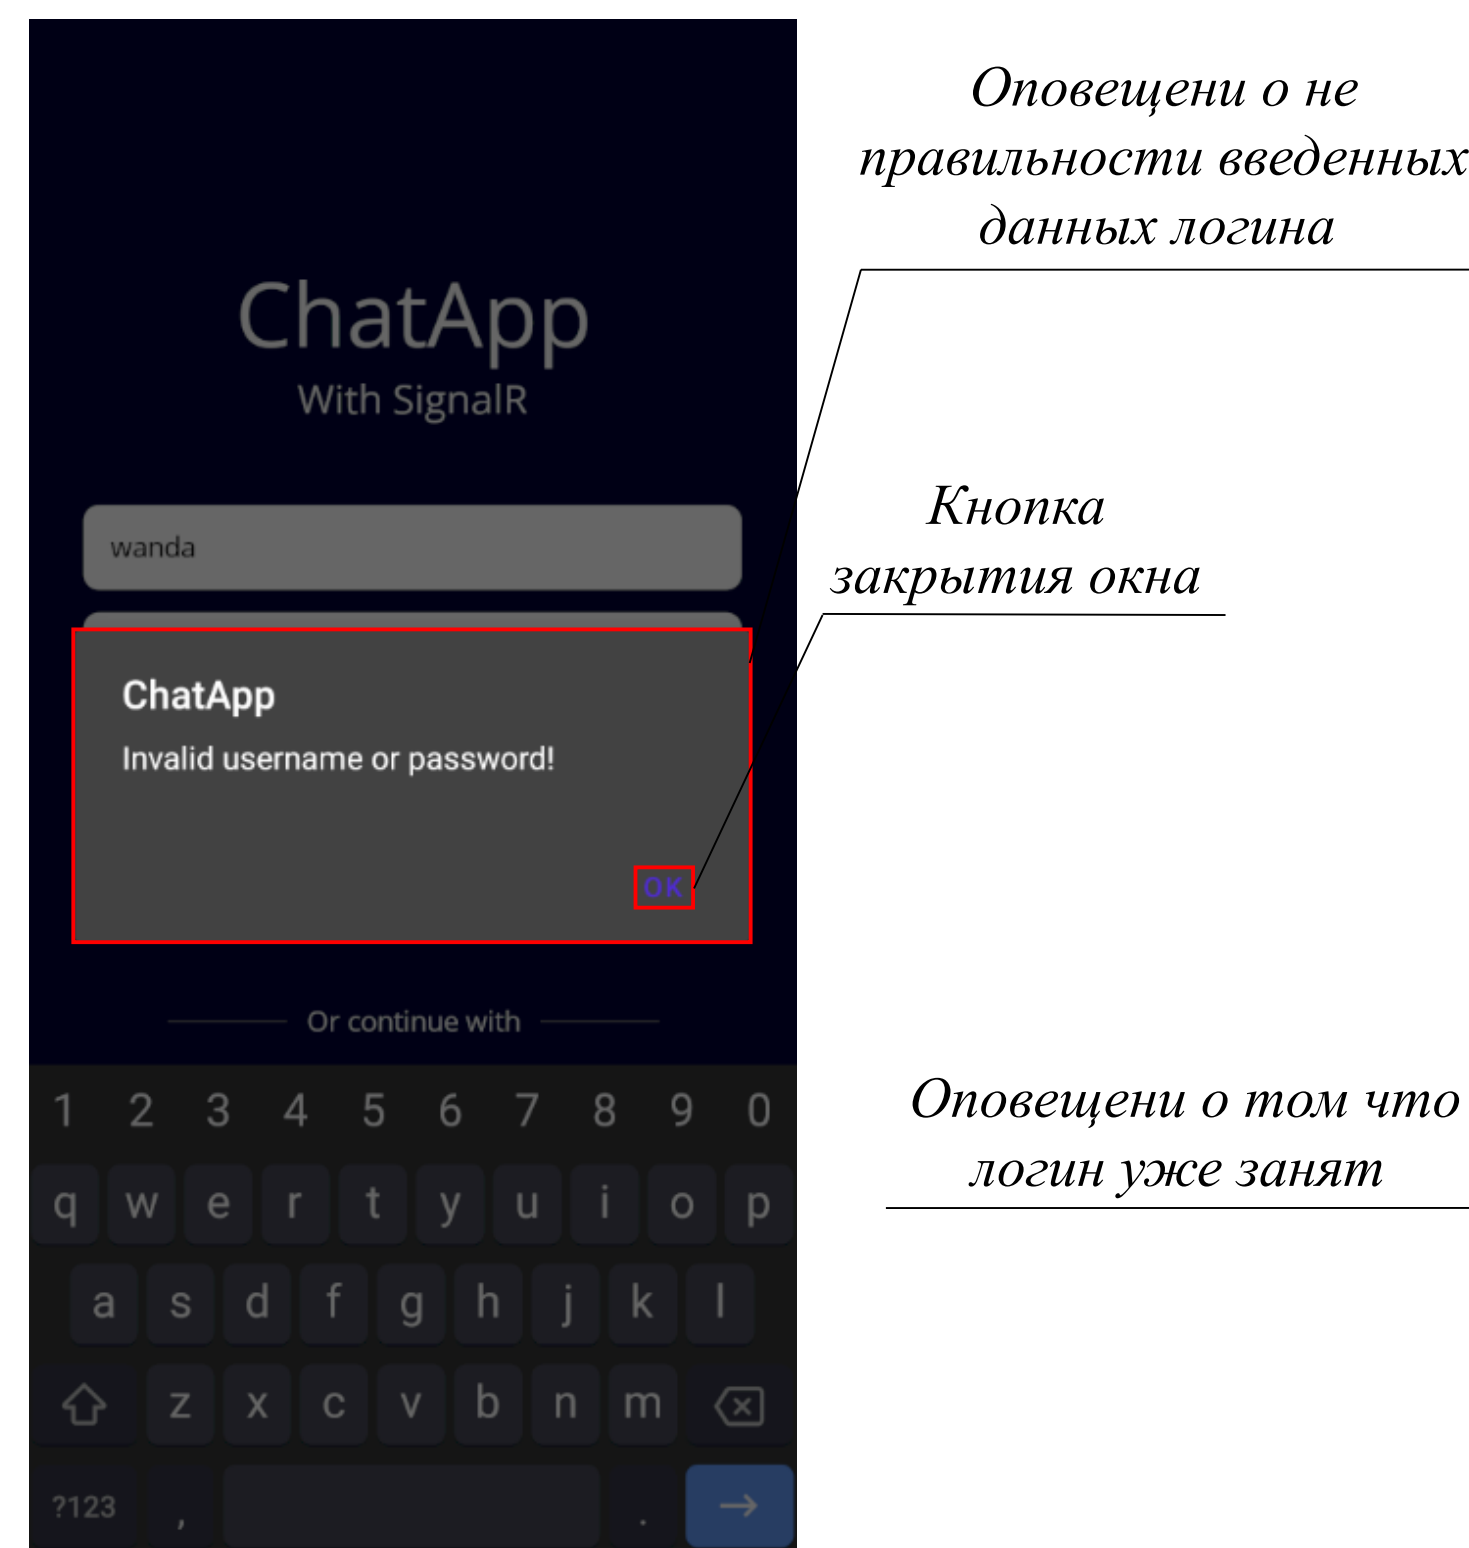 Оповещени о не
правильности введенных
данных логина
ChatApp
With SignalR
Кнопка
закрытия окна
wanda
ChatApp
Invalid username or password!
OK
Or continue with
Оповещени о том что
логин уже занят
1 2 3 4 5 6 7 8 9 0
q w e r t y u i o p
a s d f g h j k l
z x c v b n m
?123 , .